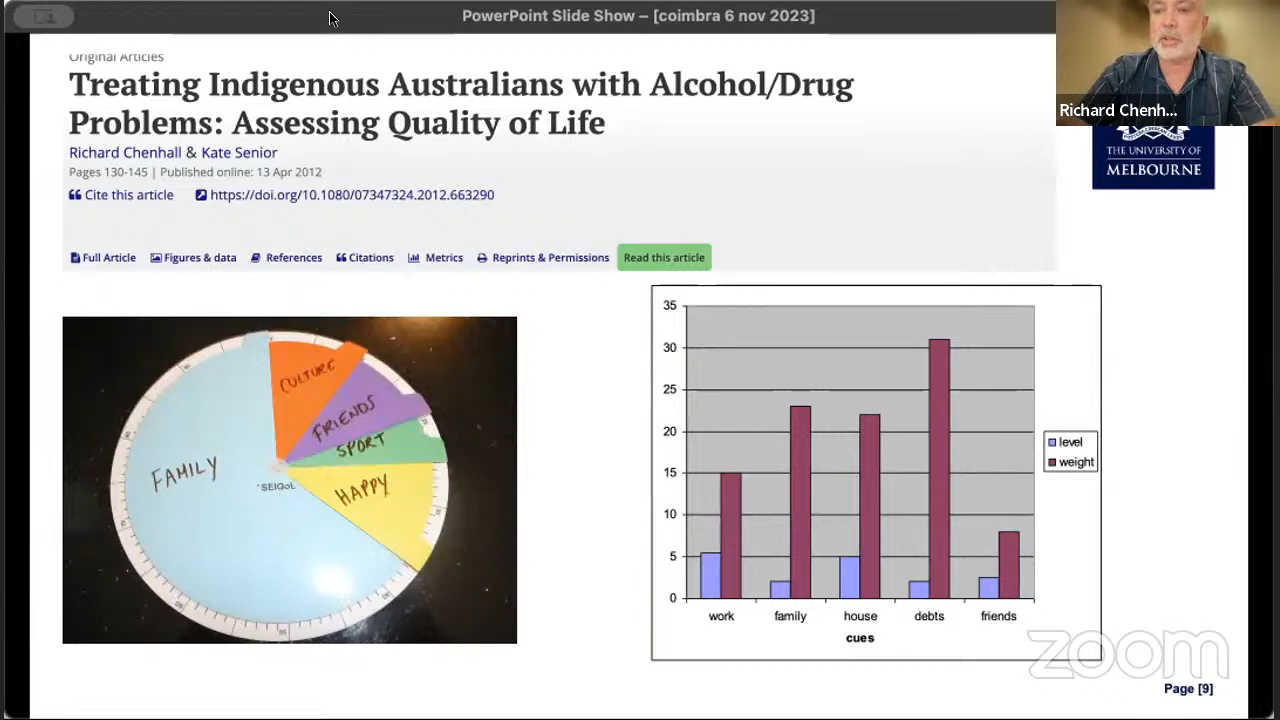 PowerPoint Slide Show – [coimbra 6 nov 2023]
Richard Chenh...
Original Articles
Treating Indigenous Australians with Alcohol/Drug
Problems: Assessing Quality of Life
Richard Chenhall & Kate Senior
Pages 130-145 | Published online: 13 Apr 2012
Cite this article https://doi.org/10.1080/07347324.2012.663290
Full Article Figures & data References Citations Metrics Reprints & Permissions Read this article
THE UNIVERSITY OF
MELBOURNE
CULTURE
FRIENDS
SPORT
FAMILY
SEIQoL
HAPPY
35
30
25
20
15
10
5
0
level
weight
work family house debts friends
cues
zoom
Page [9]